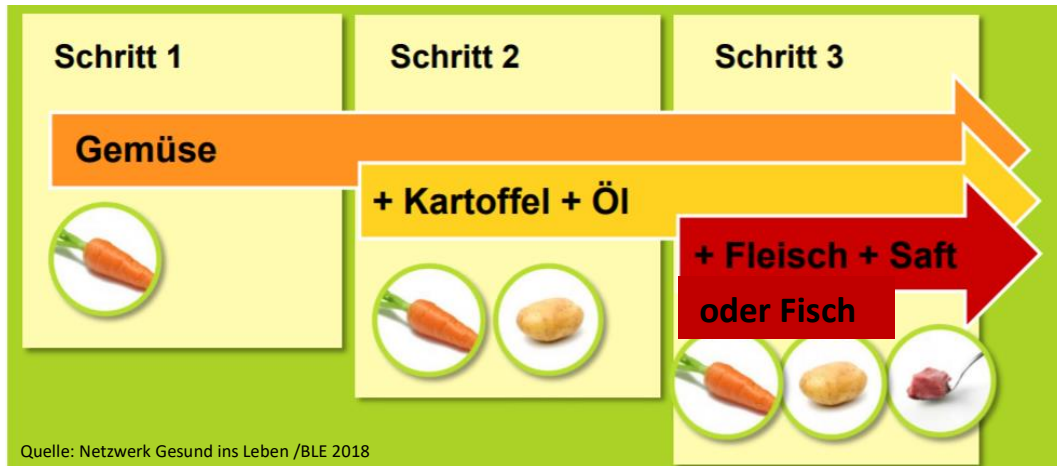 Schritt 1
Schritt 2
Schritt 3
Gemüse
+ Kartoffel + Öl
+ Fleisch + Saft
oder Fisch
Quelle: Netzwerk Gesund ins Leben /BLE 2018